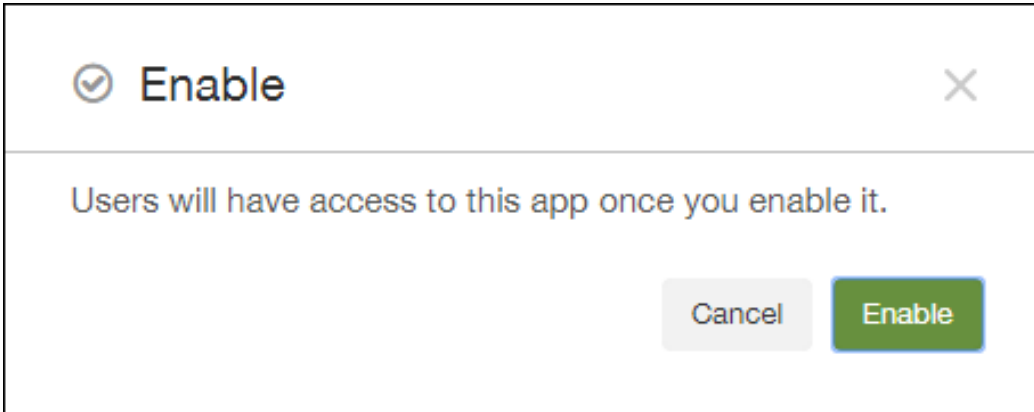 Enable
Users will have access to this app once you enable it.
Cancel
Enable